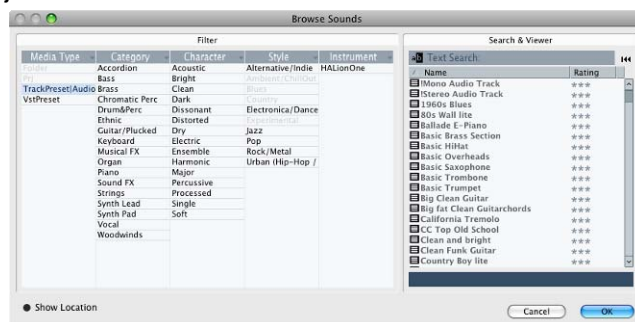 Browse Sounds
Filter
Search & Viewer
Media Type Category Character Style Instrument
Text Search:
Name Rating
Folder Accordion Acoustic Alternative/Indie HALionOne
Prj Bass Bright Ambient/ChillOut
TrackPreset|Audio Brass Clean Blues
VstPreset Chromatic Perc Dark Country
Drum&Perc Dissonant Electronica/Dance
Ethnic Distorted Experimental
Guitar/Plucked Dry Jazz
Keyboard Electric Pop
Musical FX Ensemble Rock/Metal
Organ Harmonic Urban (Hip-Hop /
Piano Major
Sound FX Percussive
Strings Processed
Synth Lead Single
Synth Pad Soft
Vocal
Woodwinds
!Mono Audio Track ***
!Stereo Audio Track ***
1960s Blues ***
80s Wall lite ***
Ballade E-Piano ***
Basic Brass Section ***
Basic HiHat ***
Basic Overheads ***
Basic Saxophone ***
Basic Trombone ***
Basic Trumpet ***
Big Clean Guitar ***
Big fat Clean Guitarchords ***
California Tremolo ***
CC Top Old School ***
Clean and bright ***
Clean Funk Guitar ***
Country Boy lite ***
Show Location
Cancel
OK